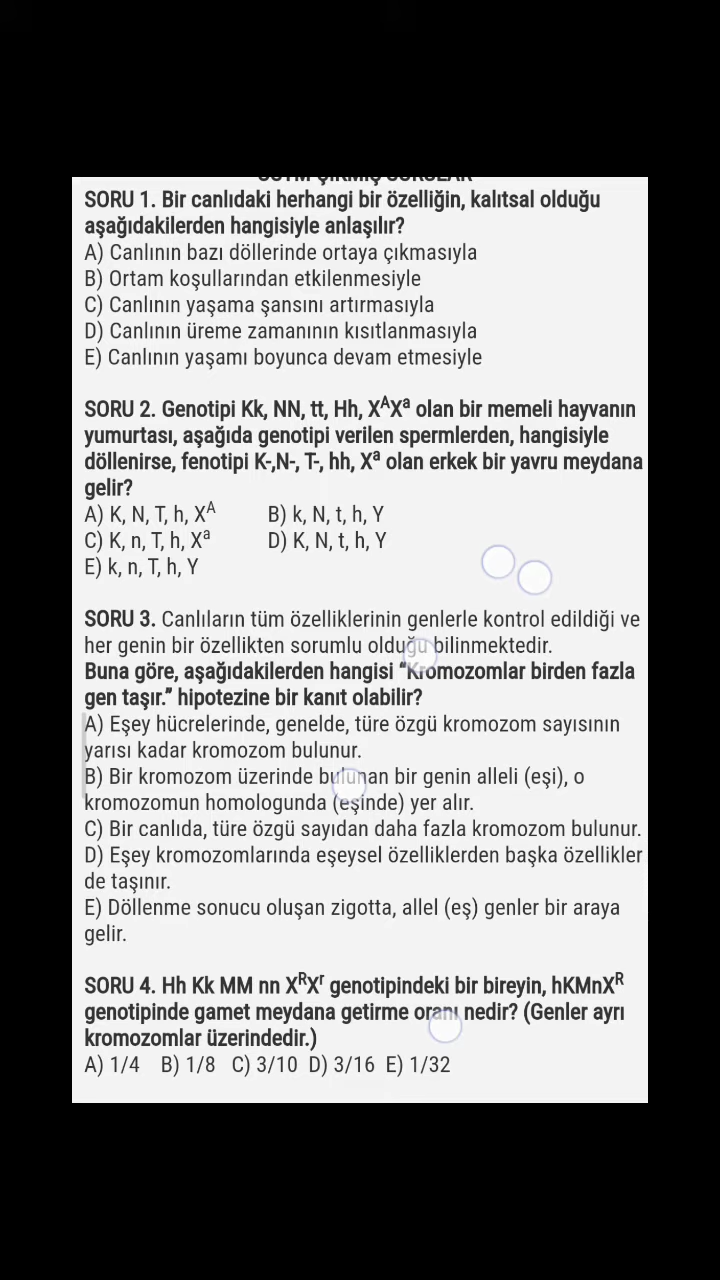 SORU 1. Bir canlıdaki herhangi bir özelliğin, kalıtsal olduğu
aşağıdakilerden hangisiyle anlaşılır?
A) Canlının bazı döllerinde ortaya çıkmasıyla
B) Ortam koşullarından etkilenmesiyle
C) Canlının yaşama şansını artırmasıyla
D) Canlının üreme zamanının kısıtlanmasıyla
E) Canlının yaşamı boyunca devam etmesiyle
SORU 2. Genotipi Kk, NN, tt, Hh, XᴬXᵃ olan bir memeli hayvanın
yumurtası, aşağıda genotipi verilen spermlerden, hangisiyle
döllenirse, fenotipi K-,N-, T-, hh, Xᵃ olan erkek bir yavru meydana
gelir?
A) K, N, T, h, Xᴬ B) k, N, t, h, Y
C) K, n, T, h, Xᵃ D) K, N, t, h, Y
E) k, n, T, h, Y
SORU 3. Canlıların tüm özelliklerinin genlerle kontrol edildiği ve
her genin bir özellikten sorumlu olduğu bilinmektedir.
Buna göre, aşağıdakilerden hangisi “Kromozomlar birden fazla
gen taşır.” hipotezine bir kanıt olabilir?
A) Eşey hücrelerinde, genelde, türe özgü kromozom sayısının
yarısı kadar kromozom bulunur.
B) Bir kromozom üzerinde bulunan bir genin alleli (eşi), o
kromozomun homologunda (eşinde) yer alır.
C) Bir canlıda, türe özgü sayıdan daha fazla kromozom bulunur.
D) Eşey kromozomlarında eşeysel özelliklerden başka özellikler
de taşınır.
E) Döllenme sonucu oluşan zigotta, allel (eş) genler bir araya
gelir.
SORU 4. Hh Kk MM nn XᴿXʳ genotipindeki bir bireyin, hKMnXᴿ
genotipinde gamet meydana getirme oranı nedir? (Genler ayrı
kromozomlar üzerindedir.)
A) 1/4 B) 1/8 C) 3/10 D) 3/16 E) 1/32